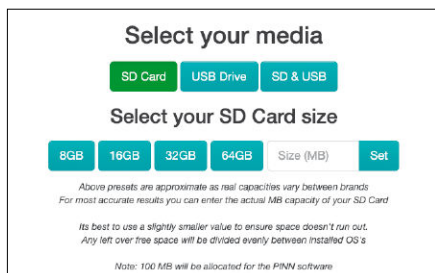 Select your media
SD Card USB Drive SD & USB
Select your SD Card size
8GB 16GB 32GB 64GB Size (MB) Set
Above presets are approximate as real capacities vary between brands
For most accurate results you can enter the actual MB capacity of your SD Card
Its best to use a slightly smaller value to ensure space doesn't run out.
Any left over free space will be divided evenly between installed OS's
Note: 100 MB will be allocated for the PINN software